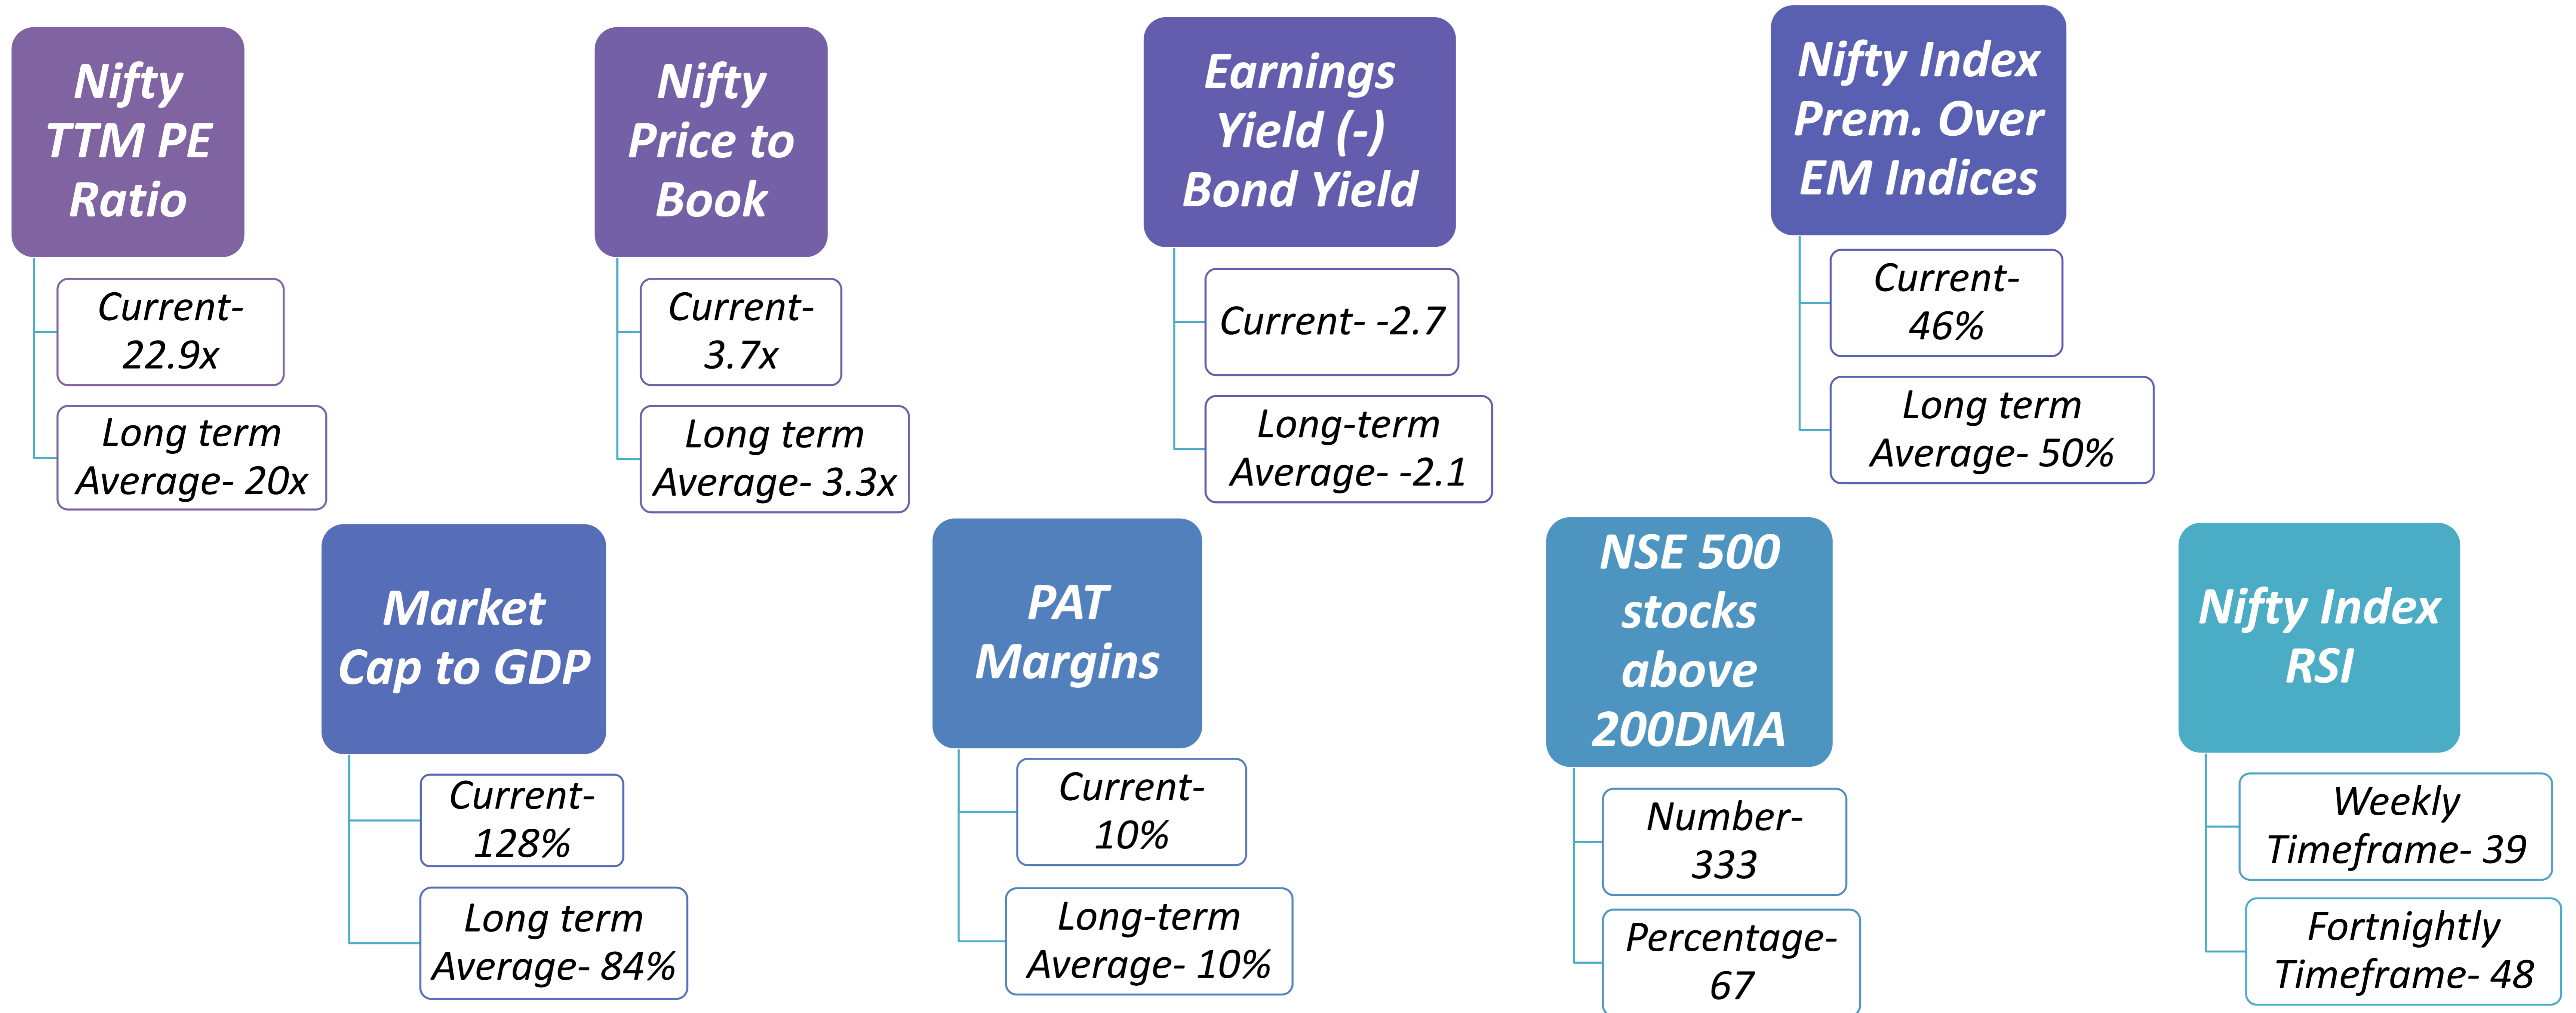 Nifty
TTM PE
Ratio
Current-
22.9x
Long term
Average- 20x
Nifty
Price to
Book
Current-
3.7x
Long term
Average- 3.3x
Earnings
Yield (-)
Bond Yield
Current- -2.7
Long-term
Average- -2.1
Nifty Index
Prem. Over
EM Indices
Current-
46%
Long term
Average- 50%
Market
Cap to GDP
Current-
128%
Long term
Average- 84%
PAT
Margins
Current-
10%
Long-term
Average- 10%
NSE 500
stocks
above
200DMA
Number-
333
Percentage-
67
Nifty Index
RSI
Weekly
Timeframe- 39
Fortnightly
Timeframe- 48